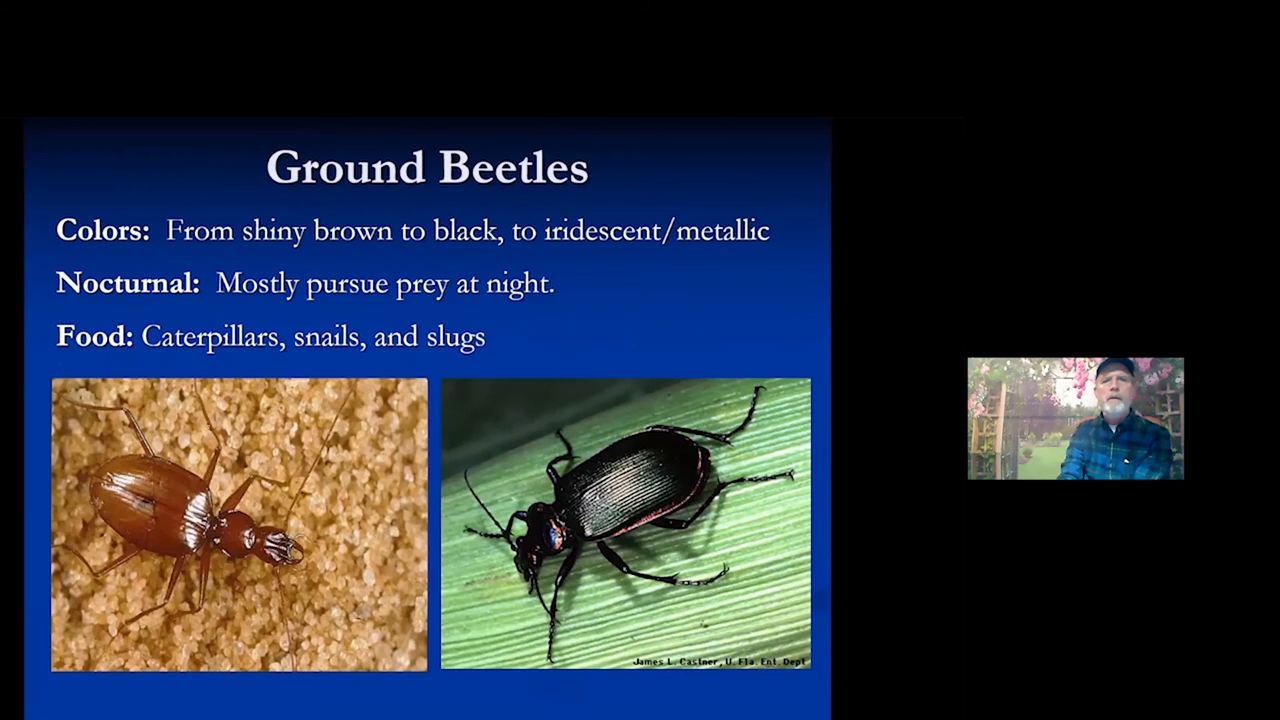 Ground Beetles
Colors: From shiny brown to black, to iridescent/metallic
Nocturnal: Mostly pursue prey at night.
Food: Caterpillars, snails, and slugs
James L. Castner, U. Fla. Ent. Dept